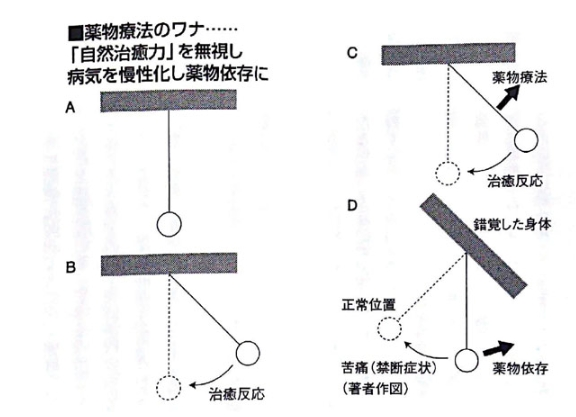 ■薬物療法のワナ……
「自然治癒力」を無視し
病気を慢性化し薬物依存に
A
B
治癒反応
C
薬物療法
治癒反応
D
錯覚した身体
正常位置
苦痛(禁断症状)
(著者作図)
薬物依存